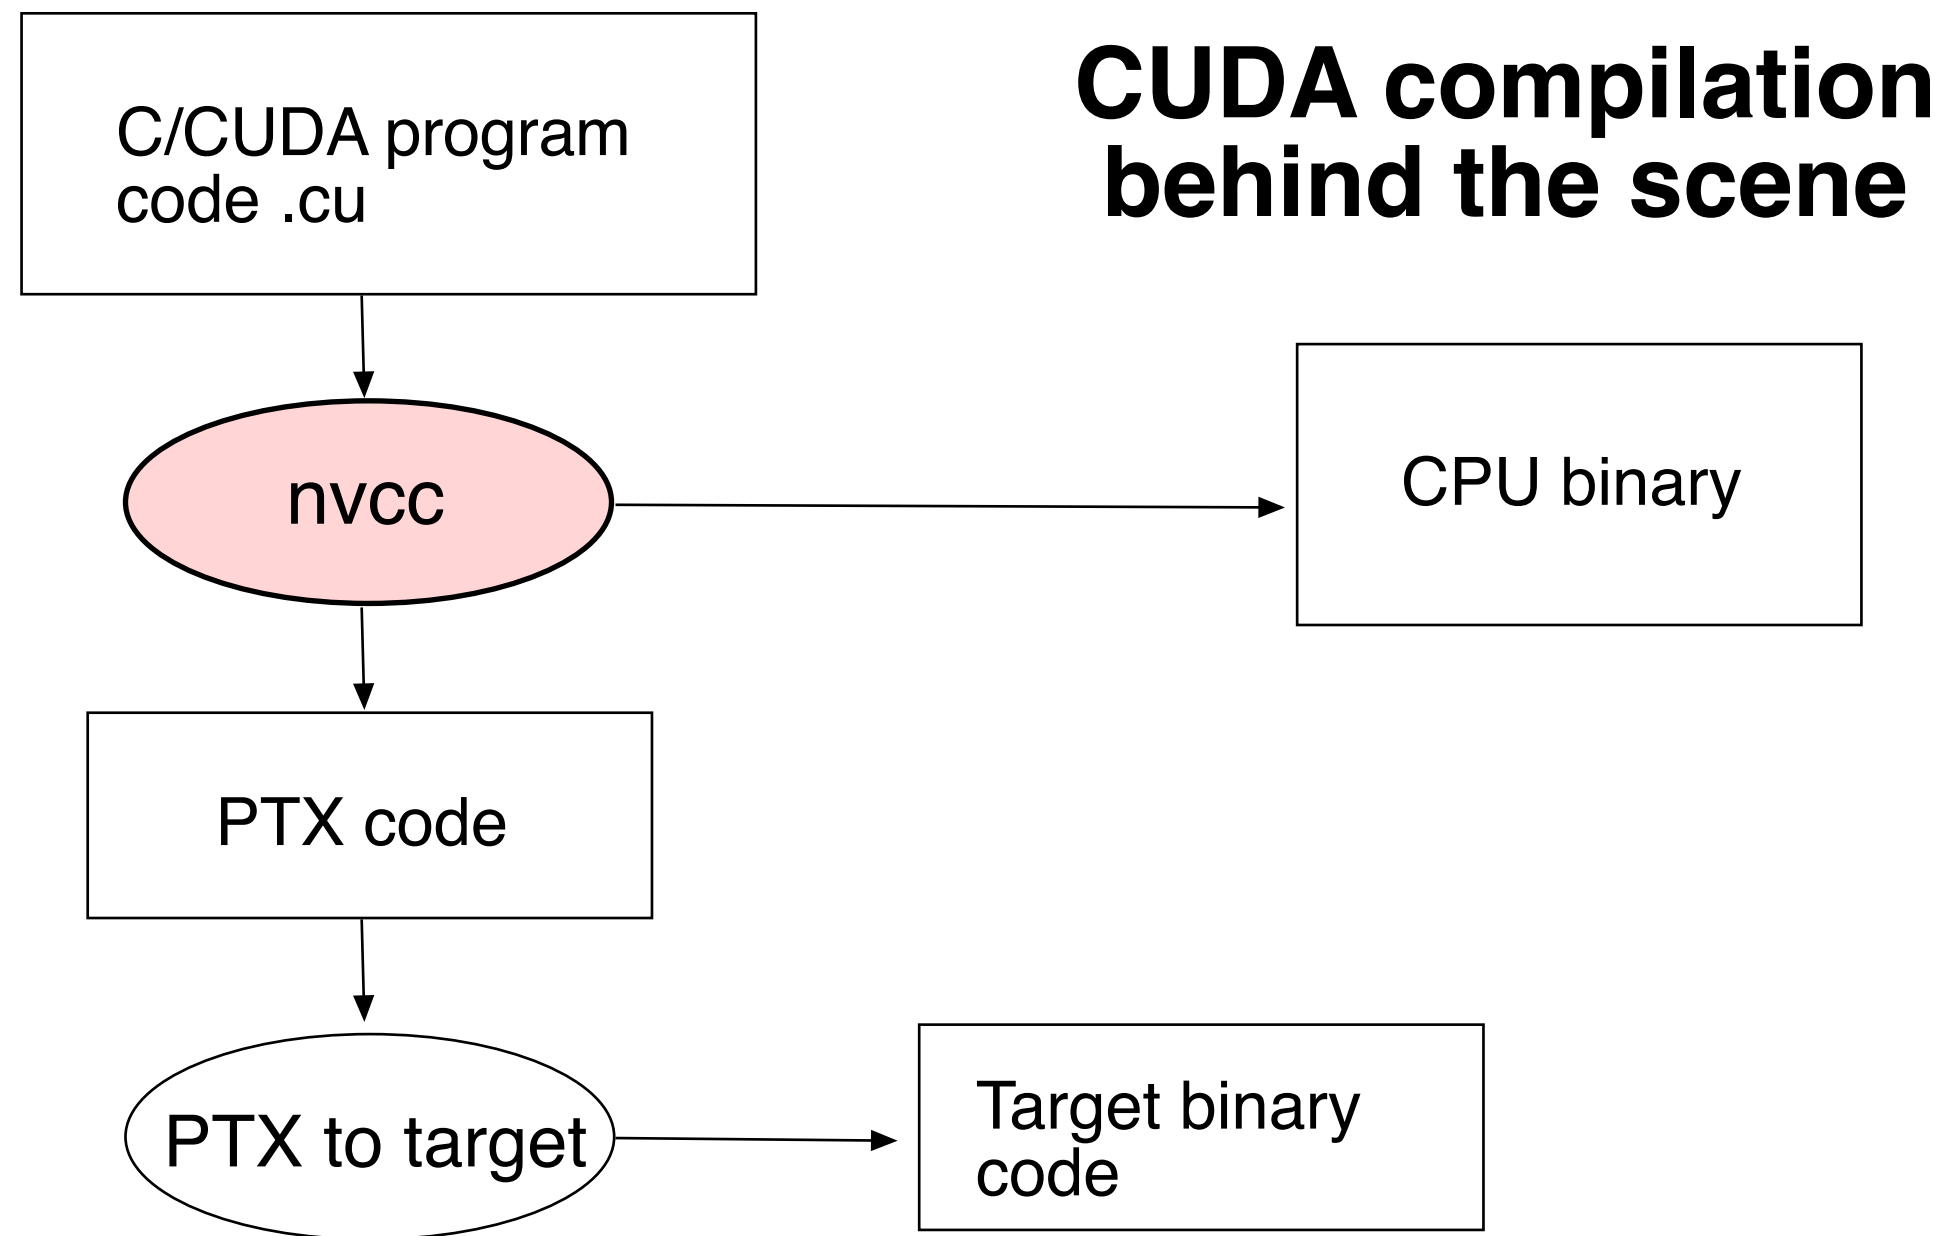 CUDA compilation
behind the scene
C/CUDA program
code .cu
nvcc
CPU binary
PTX code
PTX to target
Target binary
code